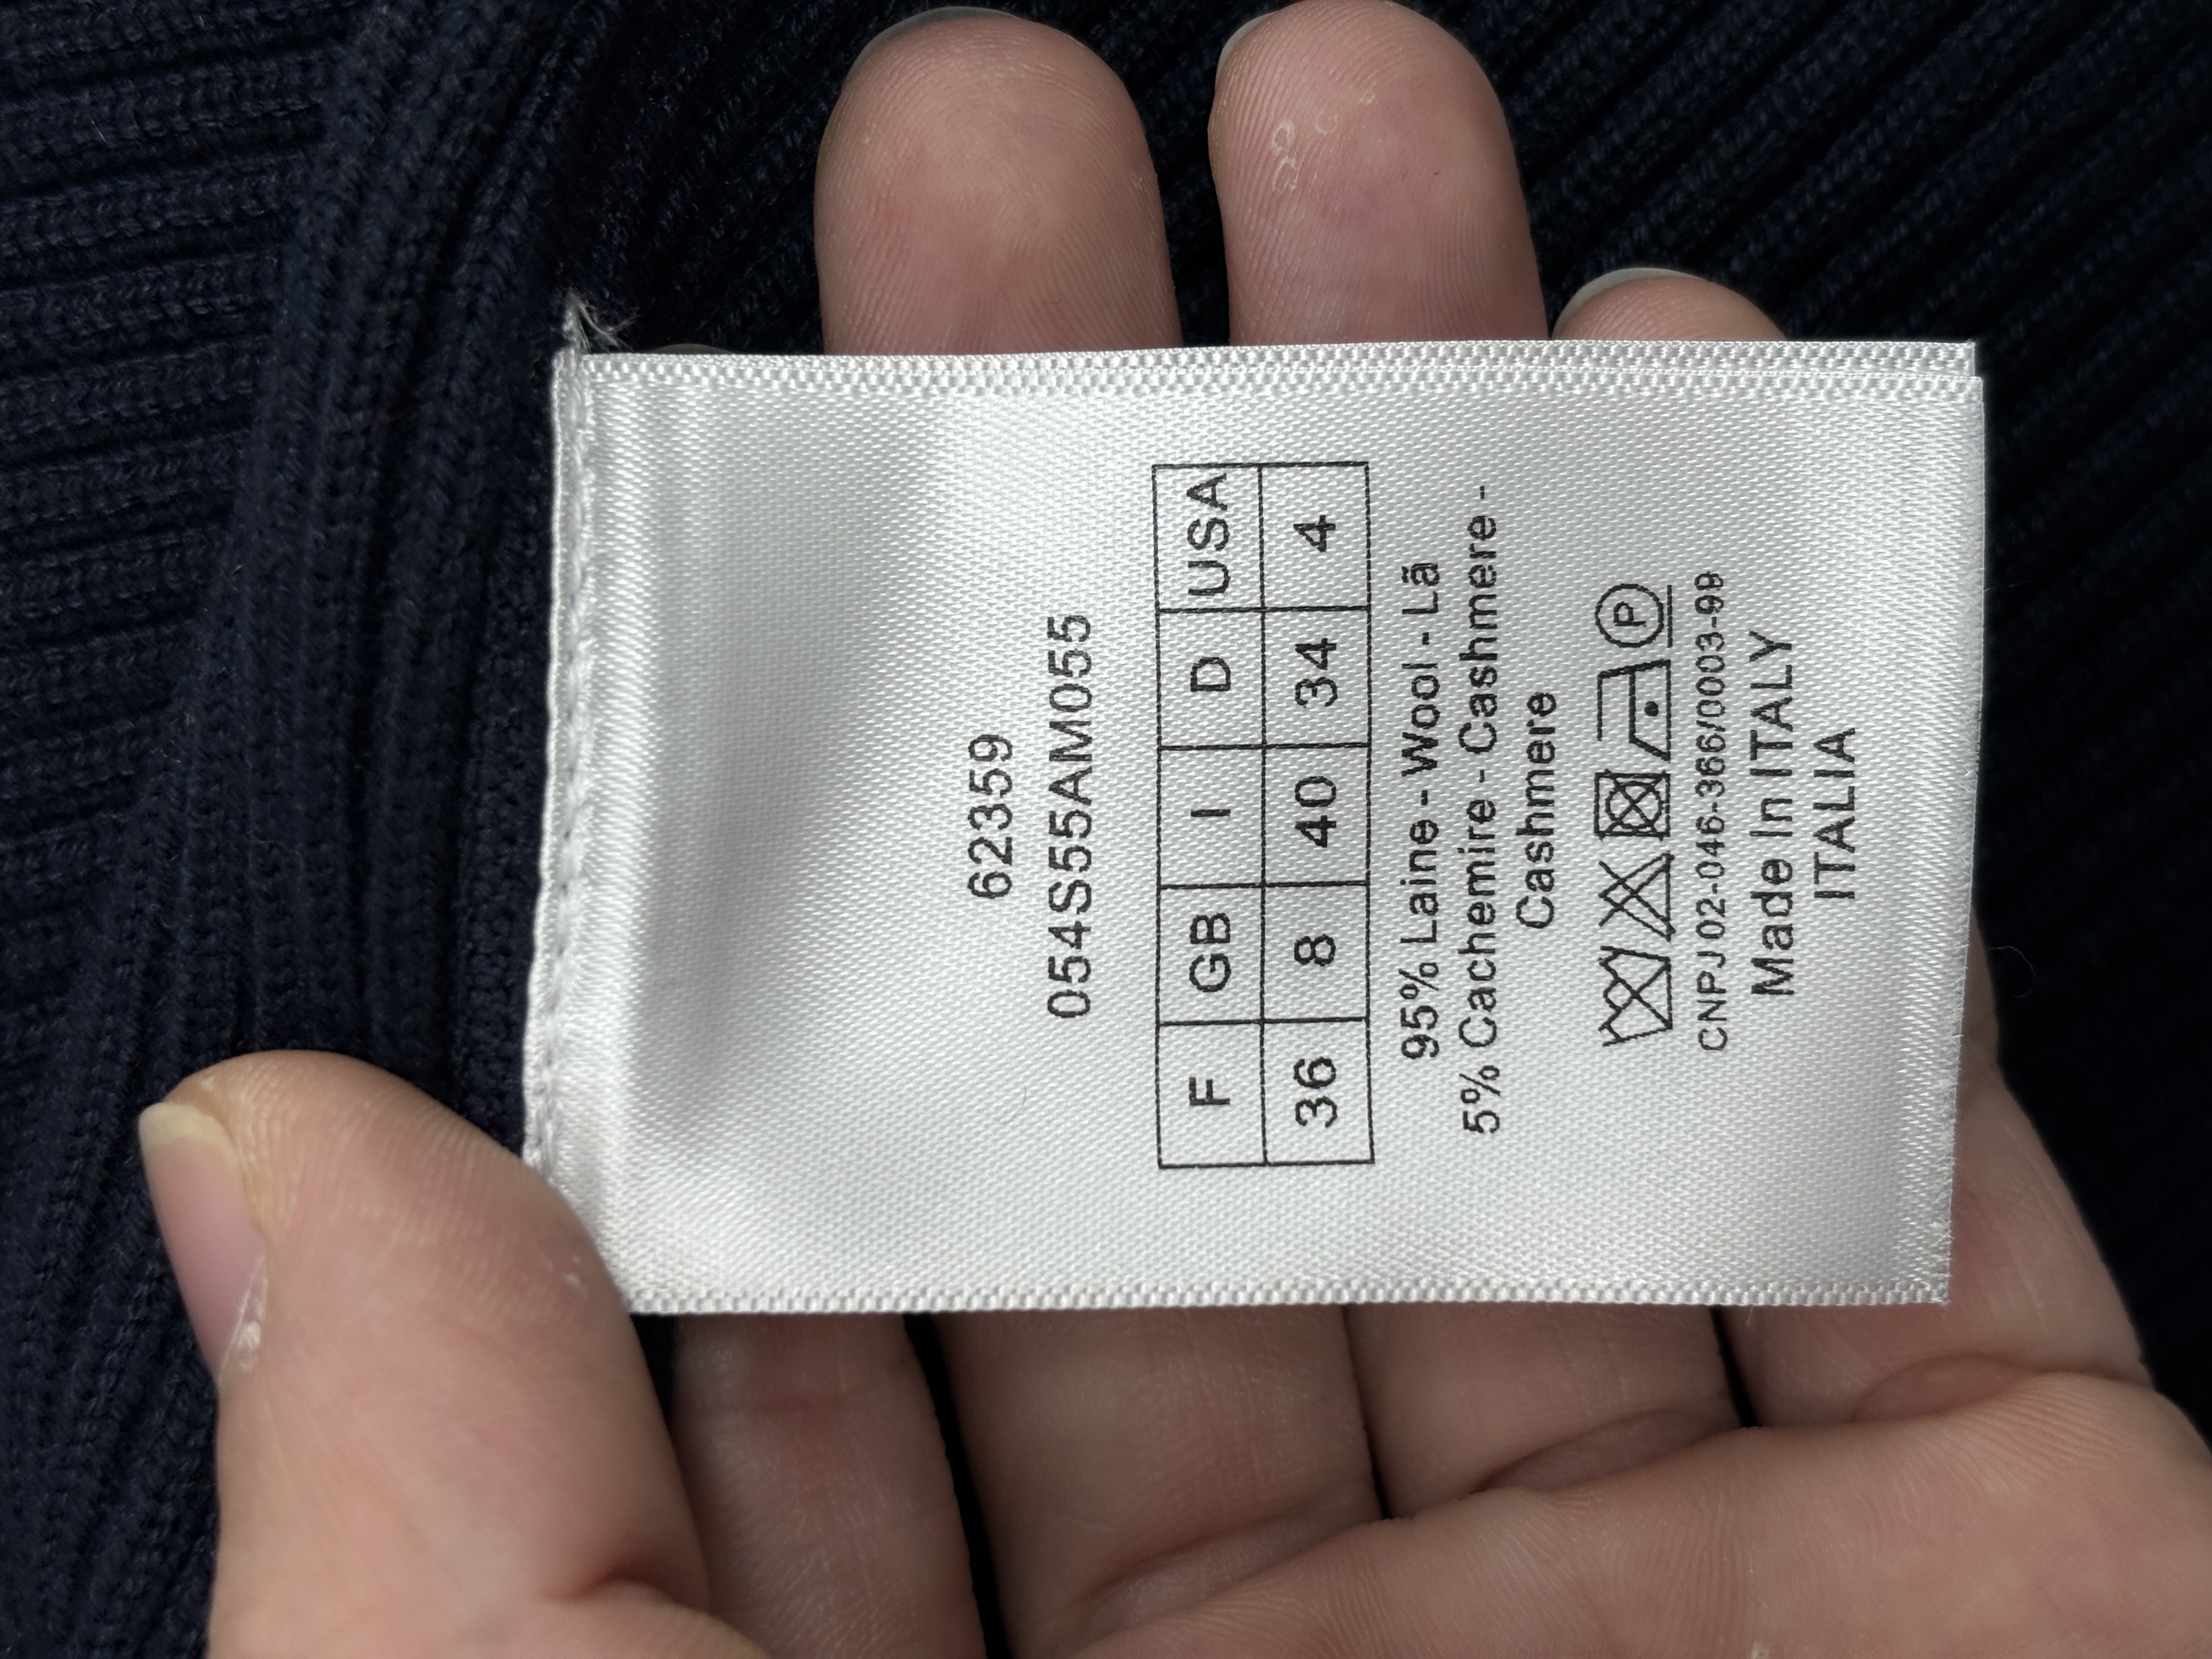 62359
054S55AM055
F GB I D USA
36 8 40 34 4
95% Laine - Wool - Lã
5% Cachemire - Cashmere -
Cashmere
P
CNPJ 02-046-366/0003-99
Made In ITALY
ITALIA